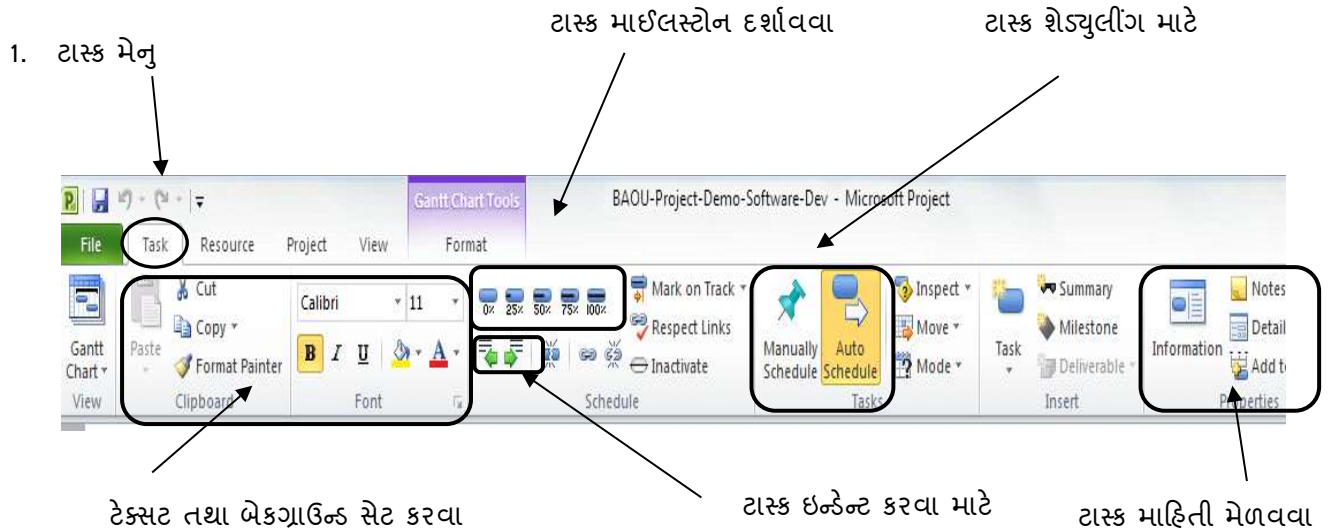 ટાસ્ક માઈલસ્ટોન દર્શાવવા ટાસ્ક શેડ્યુલીંગ માટે
1. ટાસ્ક મેનુ
Gantt Chart Tools BAOU-Project-Demo-Software-Dev - Microsoft Project
File Task Resource Project View Format
Cut Calibri 11 0% 25% 50% 75% 100% Mark on Track Inspect Summary Notes
Copy Respect Links Move Milestone Detail
Gantt Chart Paste Format Painter B I U A Inactivate Manually Schedule Auto Schedule Mode Task Deliverable Information Add t
View Clipboard Font Schedule Tasks Insert Properties
ટેક્સટ તથા બેકગ્રાઉન્ડ સેટ કરવા ટાસ્ક ઇન્ડેન્ટ કરવા માટે ટાસ્ક માહિતી મેળવવા